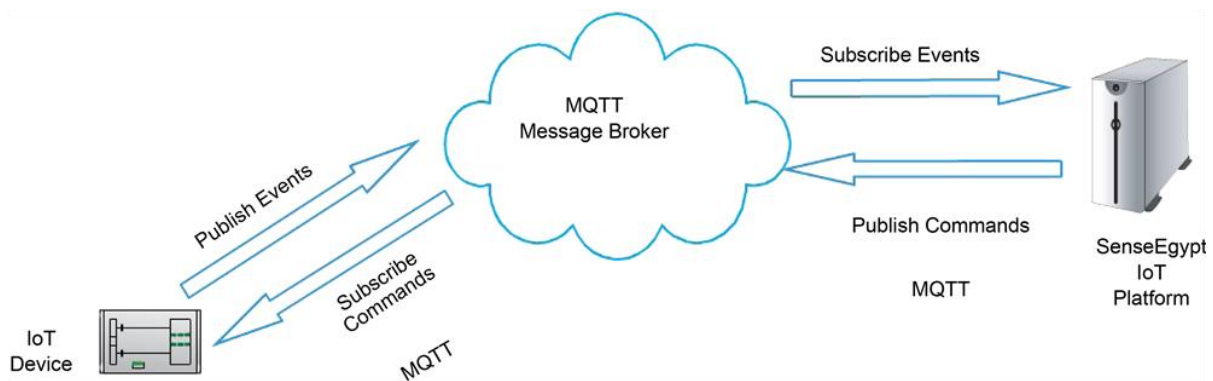 MQTT
Message Broker
Subscribe Events
Publish Commands
MQTT
SenseEgypt
IoT
Platform
Publish Events
Subscribe
Commands
MQTT
IoT
Device